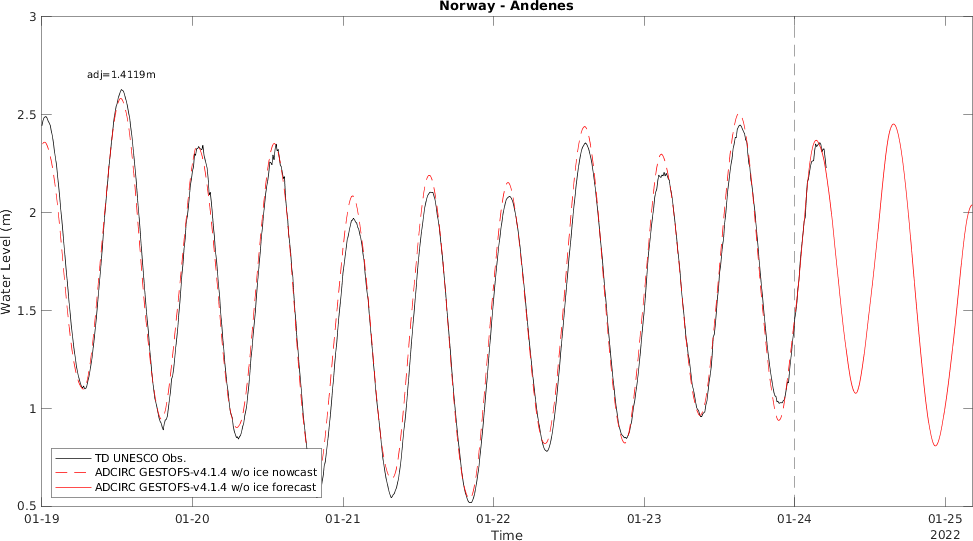 Norway - Andenes
adj=1.4119m
3
2.5
2
1.5
1
0.5
Water Level (m)
TD UNESCO Obs.
ADCIRC GESTOFS-v4.1.4 w/o ice nowcast
ADCIRC GESTOFS-v4.1.4 w/o ice forecast
01-19 01-20 01-21 01-22 01-23 01-24 01-25
Time
2022